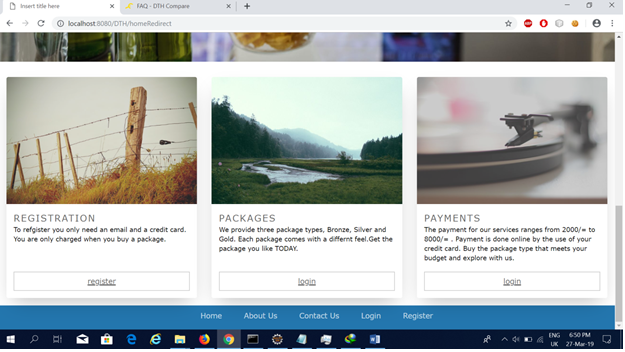 Insert title here
FAQ - DTH Compare
localhost:8080/DTH/homeRedirect
REGISTRATION
To refgister you only need an email and a credit card.
You are only charged when you buy a package.
register
PACKAGES
We provide three package types, Bronze, Silver and
Gold. Each package comes with a differnt feel.Get the
package you like TODAY.
login
PAYMENTS
The payment for our services ranges from 2000/= to
8000/= . Payment is done online by the use of your
credit card. Buy the package type that meets your
budget and explore with us.
login
Home About Us Contact Us Login Register
ENG
UK
6:50 PM
27-Mar-19